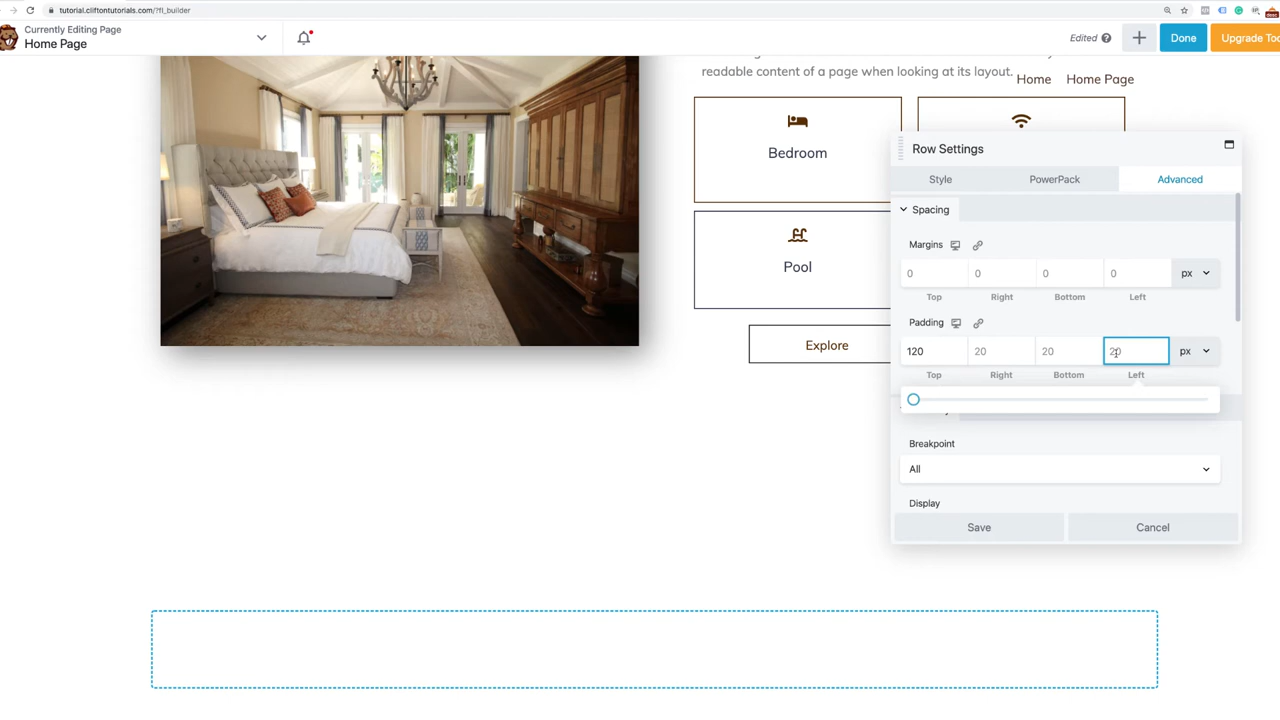 tutorial.cliftontutorials.com/?fl_builder
Currently Editing Page
Home Page
Edited
Done
Upgrade
readable content of a page when looking at its layout.
Home Home Page
Bedroom
Pool
Explore
Row Settings
Style PowerPack Advanced
Spacing
Margins
0 0 0 0 px
Top Right Bottom Left
Padding
120 20 20 20 px
Top Right Bottom Left
Breakpoint
All
Display
Save Cancel